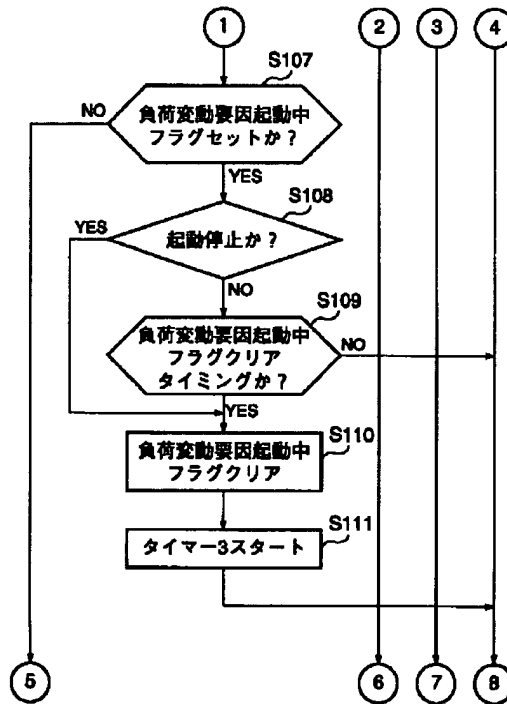 1
2
3
4
S107
負荷変動要因起動中
フラグセットか？
NO
YES
S108
起動停止か？
YES
NO
S109
負荷変動要因起動中
フラグクリア
タイミングか？
NO
YES
S110
負荷変動要因起動中
フラグクリア
S111
タイマー3スタート
5
6
7
8